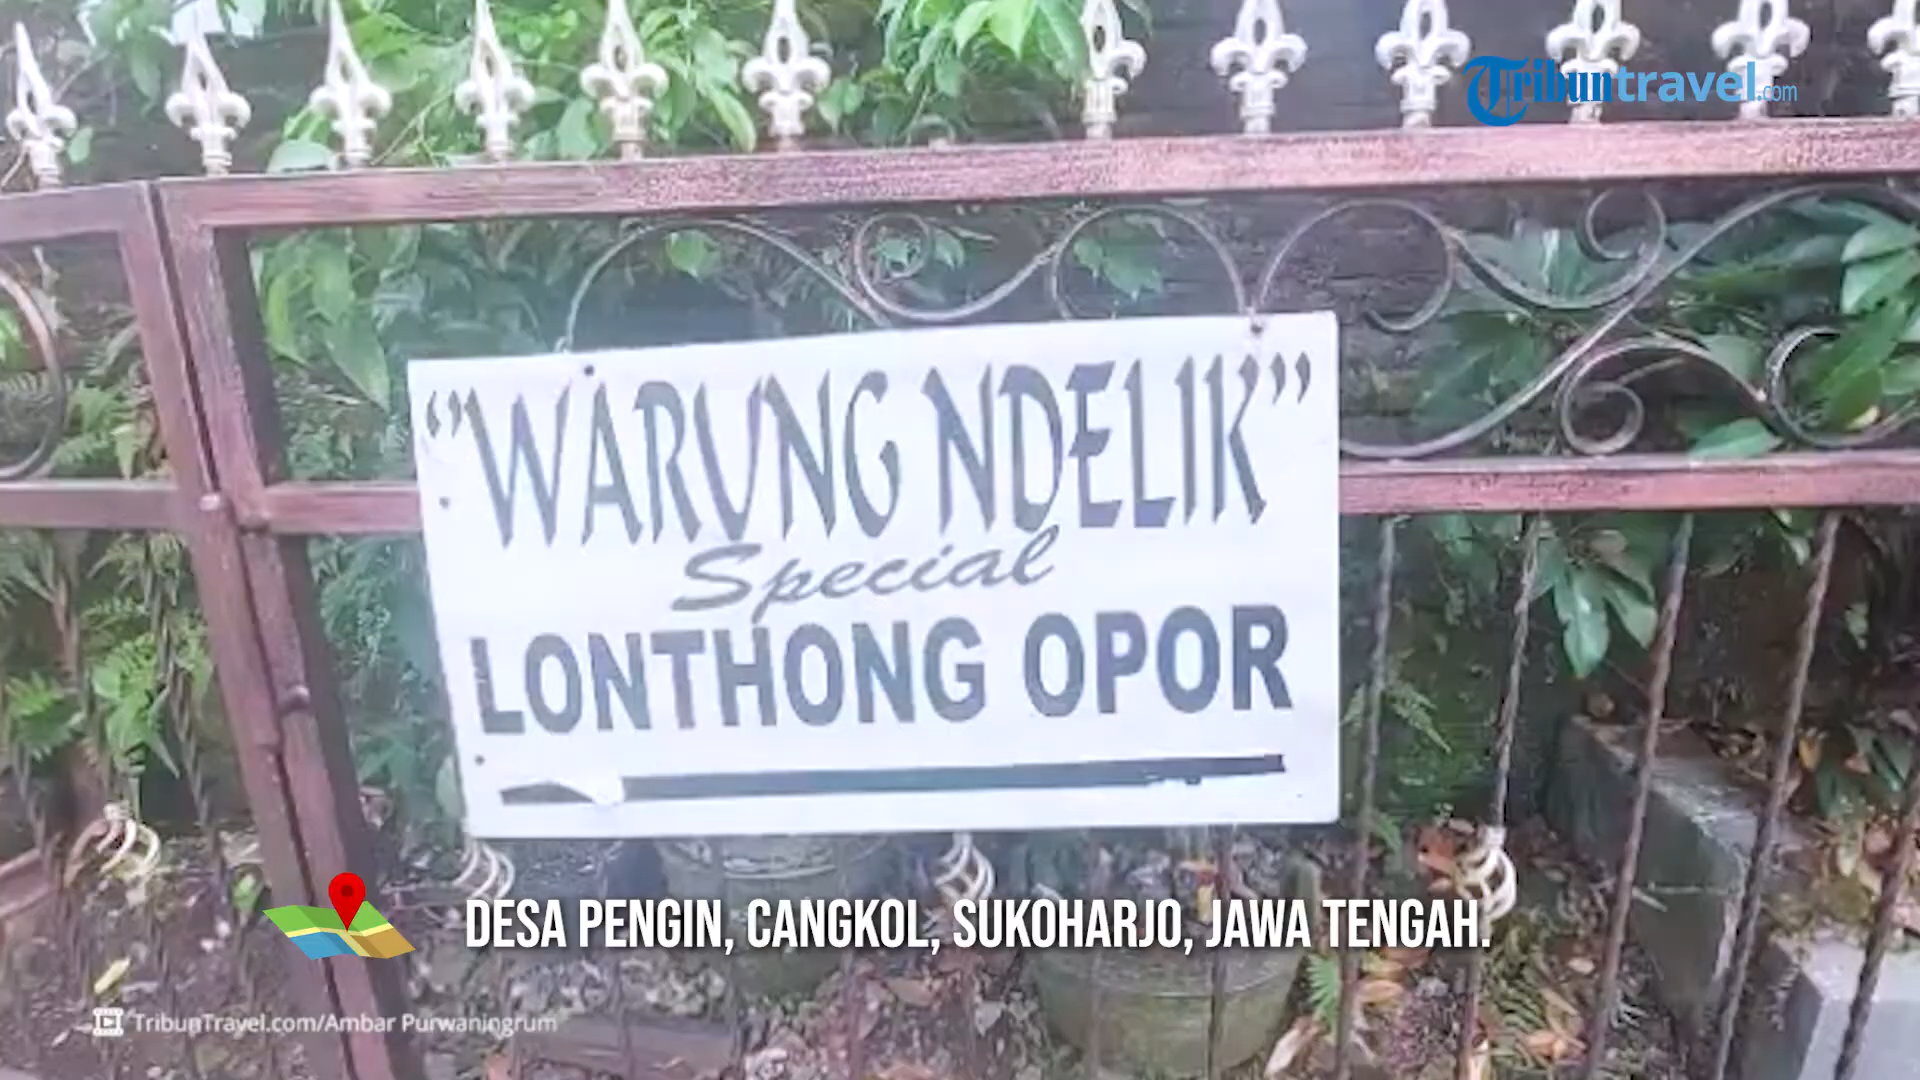 Tribuntravel.com
"WARUNG NDELIK"
Special
LONTHONG OPOR
DESA PENGIN, CANGKOL, SUKOHARJO, JAWA TENGAH.
TribunTravel.com/Ambar Purwaningrum